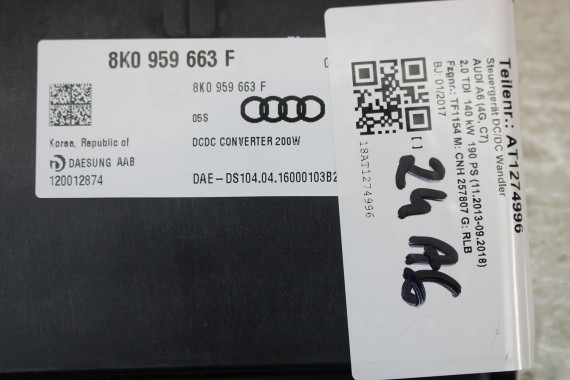 8K0 959 663 F
8K0 959 663 F
05S
Korea, Republic of
DCDC CONVERTER 200W
DAESUNG AAB
120012874
DAE-DS104.04.16000103B2
Teilenr.: AT1274996
Steuergerät DC/DC Wandler
AUDI A6 (4G, C7)
2.0 TDI 140 kW 190 PS (11.2013-09.2018)
Fzgnr.: TF1154 M: CNH 257807 G: RLB
BJ 01/2017
[ ]
18AT1274996
24 A6